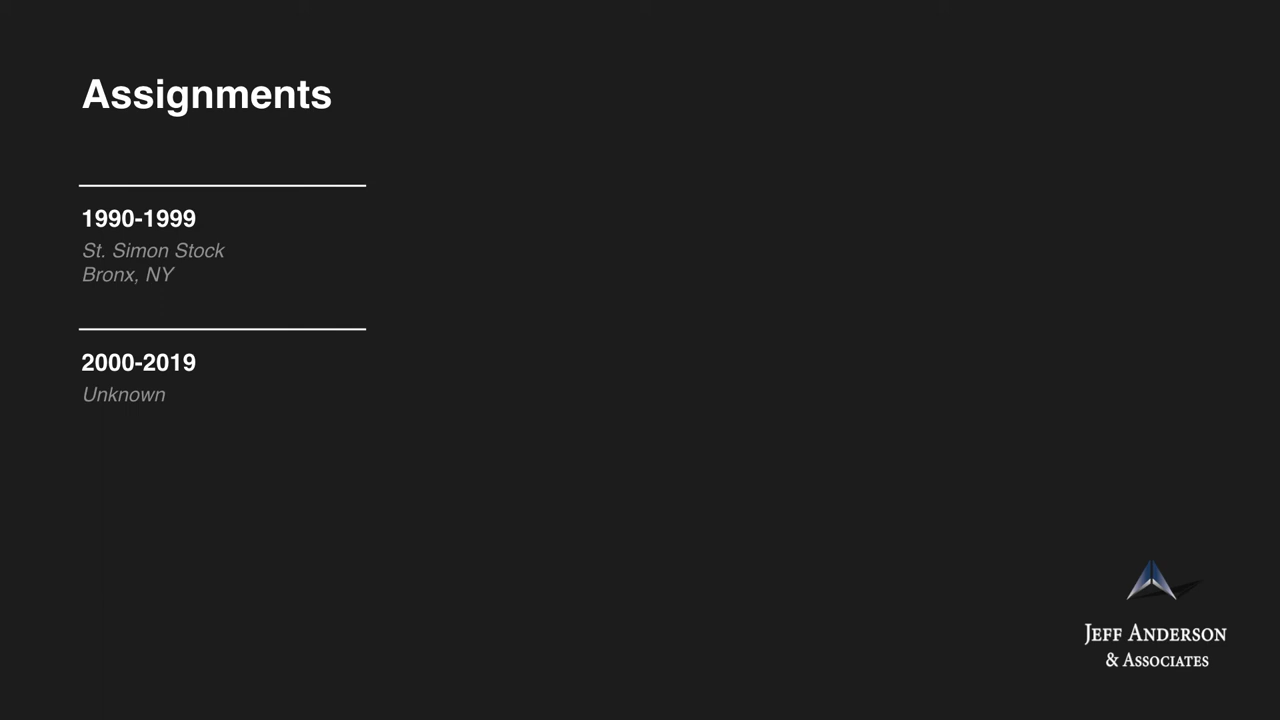 Assignments
1990-1999
St. Simon Stock
Bronx, NY
2000-2019
Unknown
Jeff Anderson
& Associates